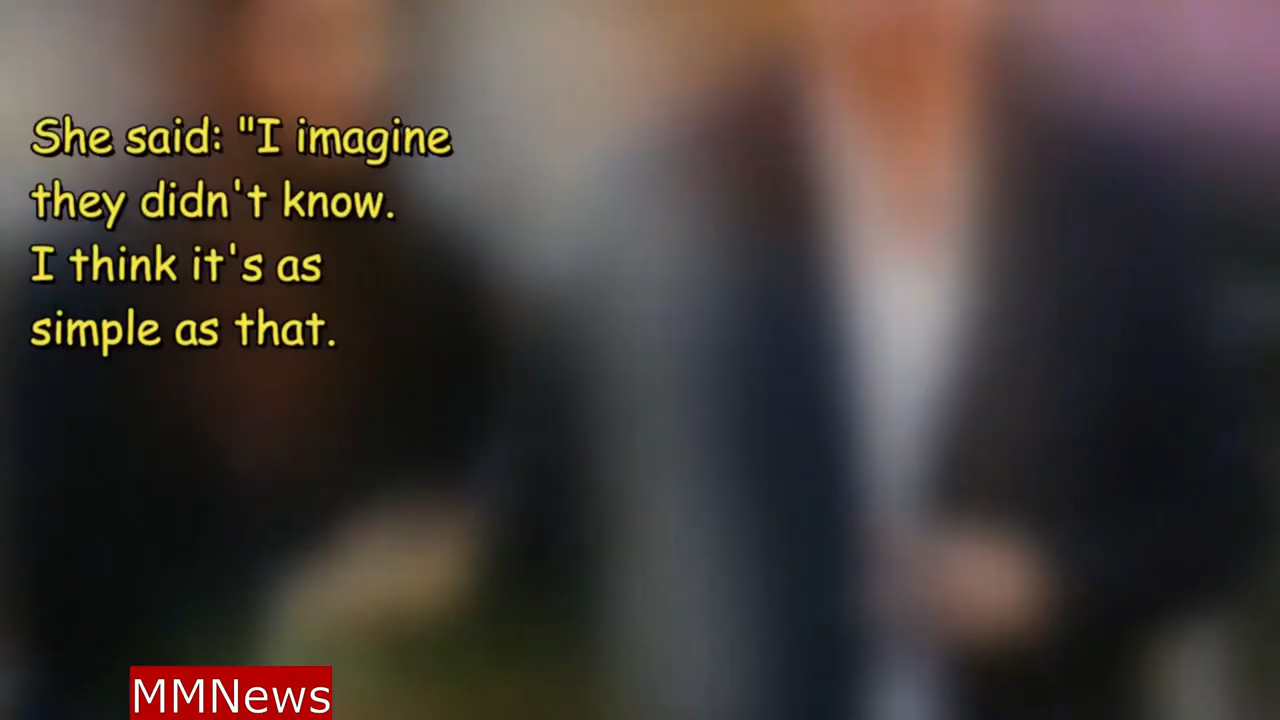 She said: "I imagine
they didn't know.
I think it's as
simple as that.
MMNews